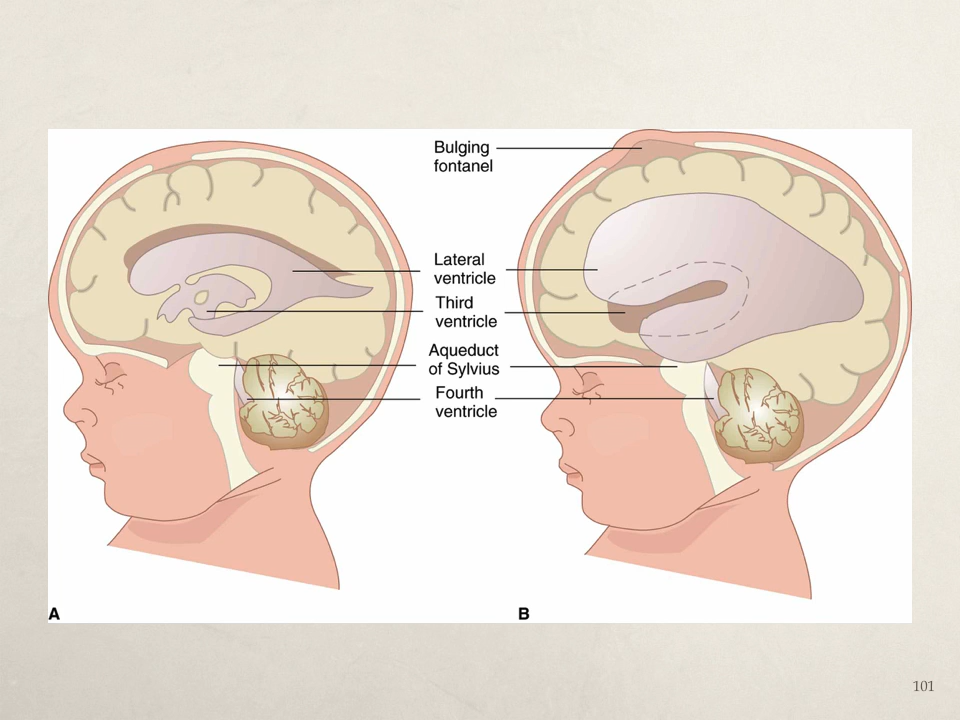 Bulging
fontanel
Lateral
ventricle
Third
ventricle
Aqueduct
of Sylvius
Fourth
ventricle
A
B
101